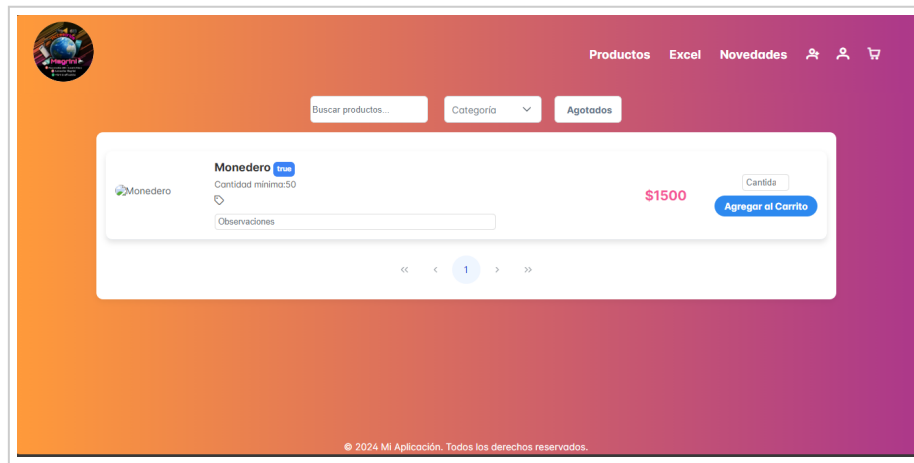 Megrini
Productos Excel Novedades
Buscar productos... Categoría Agotados
Monedero true
Cantidad mínima:50
Monedero
Observaciones
$1500
Cantida
Agregar al Carrito
<< < 1 > >>
© 2024 Mi Aplicación. Todos los derechos reservados.